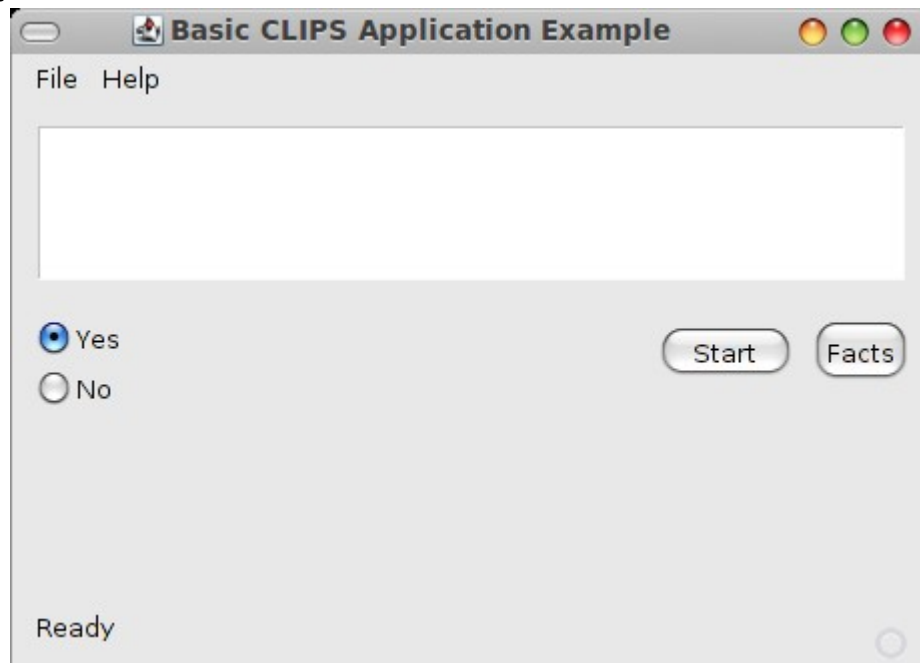 Basic CLIPS Application Example
File Help
Yes
Start Facts
No
Ready